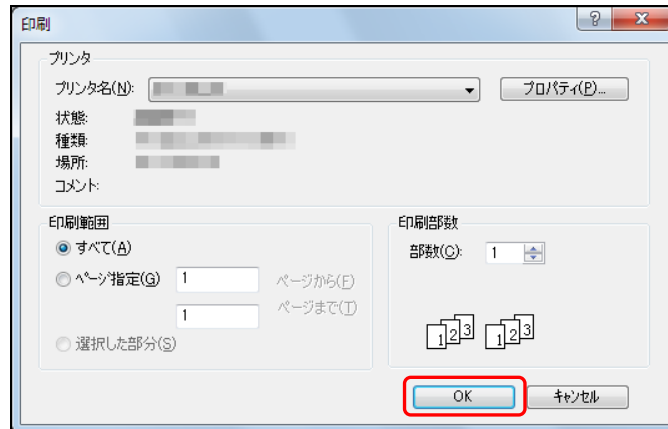 印刷
プリンタ
プリンタ名(N):
プロパティ(P)...
状態:
種類:
場所:
コメント:
印刷範囲
すべて(A)
ページ指定(G) 1 ページから(F)
1 ページまで(T)
選択した部分(S)
印刷部数
部数(C): 1
1 2 3 1 2 3
OK キャンセル